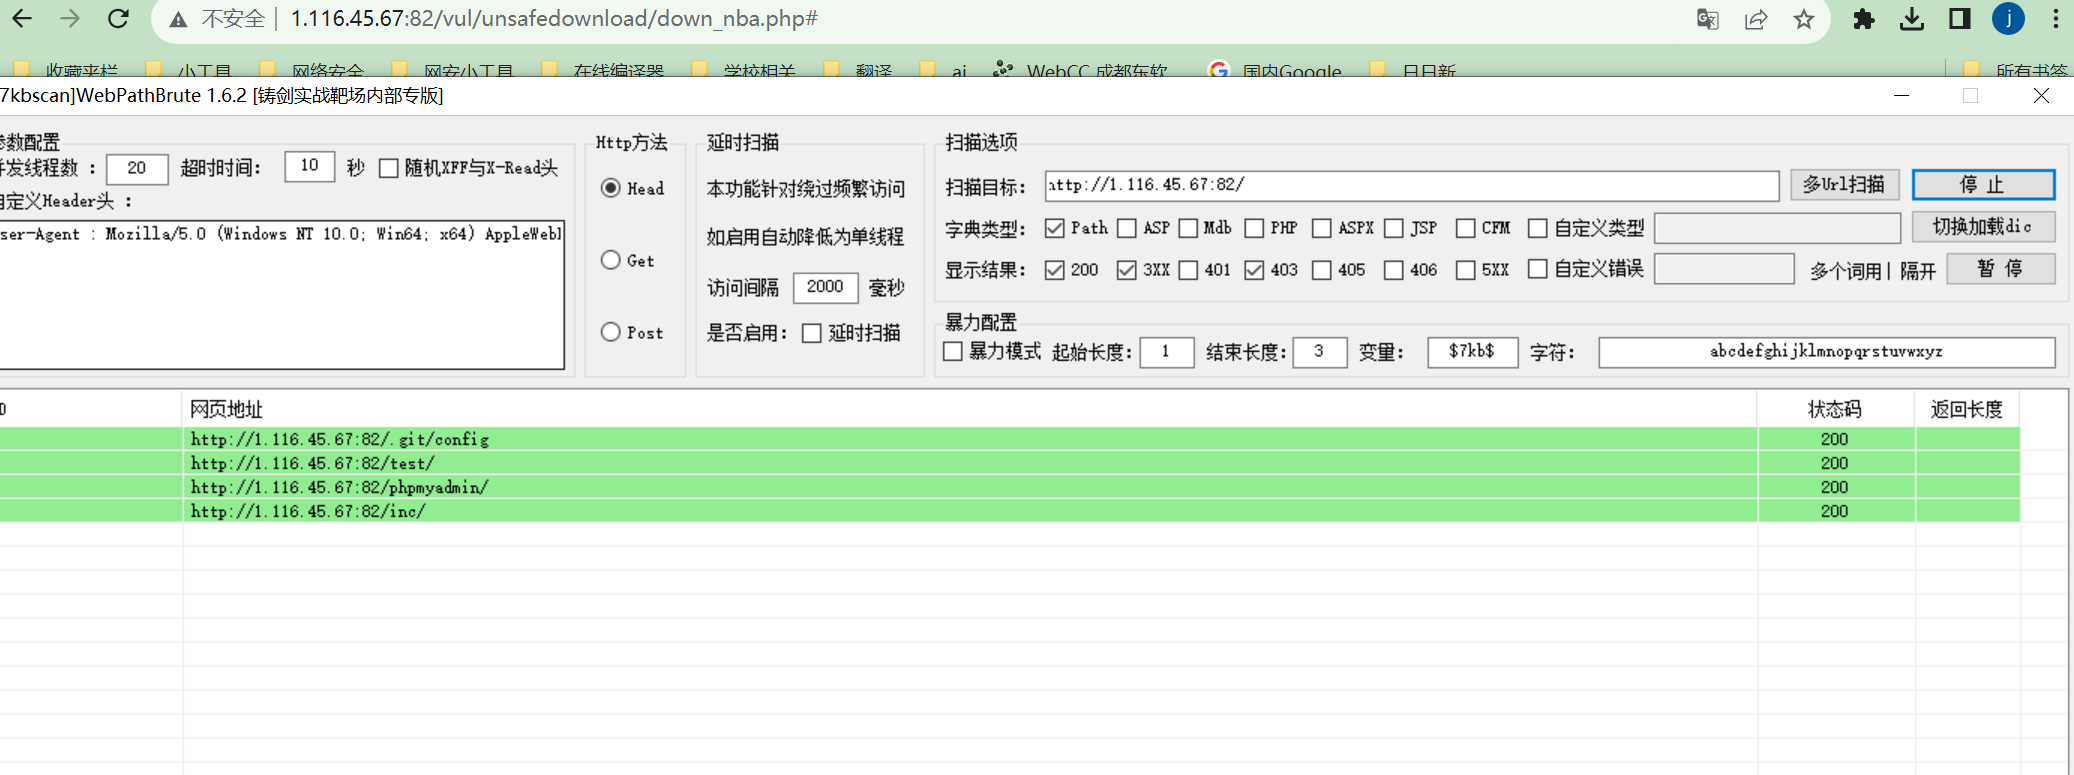 不安全 1.116.45.67:82/vul/unsafedownload/down_nba.php# j
收藏夹栏 小工具 网络安全 网安小工具 在线编译器 学校相关 翻译 ai WebCC 成都东软 国内Google 日日新 所有书签
7kbscan]WebPathBrute 1.6.2 [铸剑实战靶场内部专版]
参数配置 Http方法 延时扫描 扫描选项
并发线程数 : 20 超时时间: 10 秒 随机XFF与X-Read头 Head 本功能针对绕过频繁访问 扫描目标: http://1.116.45.67:82/ 多Url扫描 停 止
自定义Header头 :
ser-Agent : Mozilla/5.0 (Windows NT 10.0; Win64; x64) AppleWebl 如启用自动降低为单线程 字典类型: Path ASP Mdb PHP ASPX JSP CFM 自定义类型 切换加载dic
Get 访问间隔 2000 毫秒 显示结果: 200 3XX 401 403 405 406 5XX 自定义错误 多个词用| 隔开 暂 停
暴力配置
Post 是否启用: 延时扫描 暴力模式 起始长度: 1 结束长度: 3 变量: $7kb$ 字符: abcdefghijklmnopqrstuvwxyz
D 网页地址 状态码 返回长度
http://1.116.45.67:82/.git/config 200
http://1.116.45.67:82/test/ 200
http://1.116.45.67:82/phpmyadmin/ 200
http://1.116.45.67:82/inc/ 200